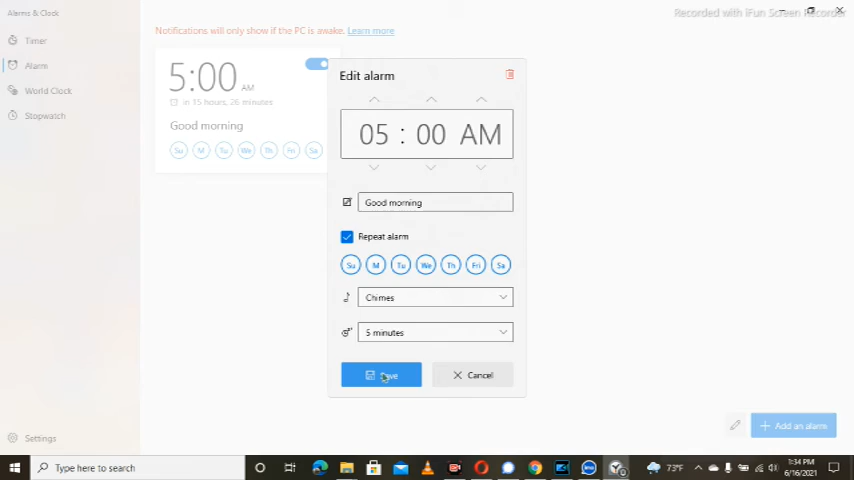 Alarms & Clock
Recorded with iFun Screen Recorder
Notifications will only show if the PC is awake. Learn more
Timer
Alarm
World Clock
Stopwatch
5:00 AM
in 15 hours, 26 minutes
Good morning
Su M Tu We Th Fri Sa
Edit alarm
05 : 00 AM
Good morning
Repeat alarm
Su M Tu We Th Fri Sa
Chimes
5 minutes
Save
Cancel
Settings
Add an alarm
Type here to search
73°F
1:34 PM
6/16/2021